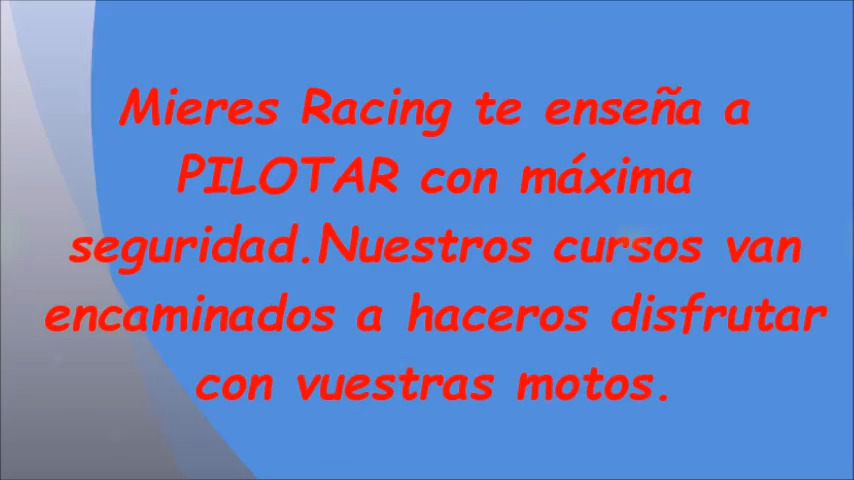 Mieres Racing te enseña a
PILOTAR con máxima
seguridad.Nuestros cursos van
encaminados a haceros disfrutar
con vuestras motos.